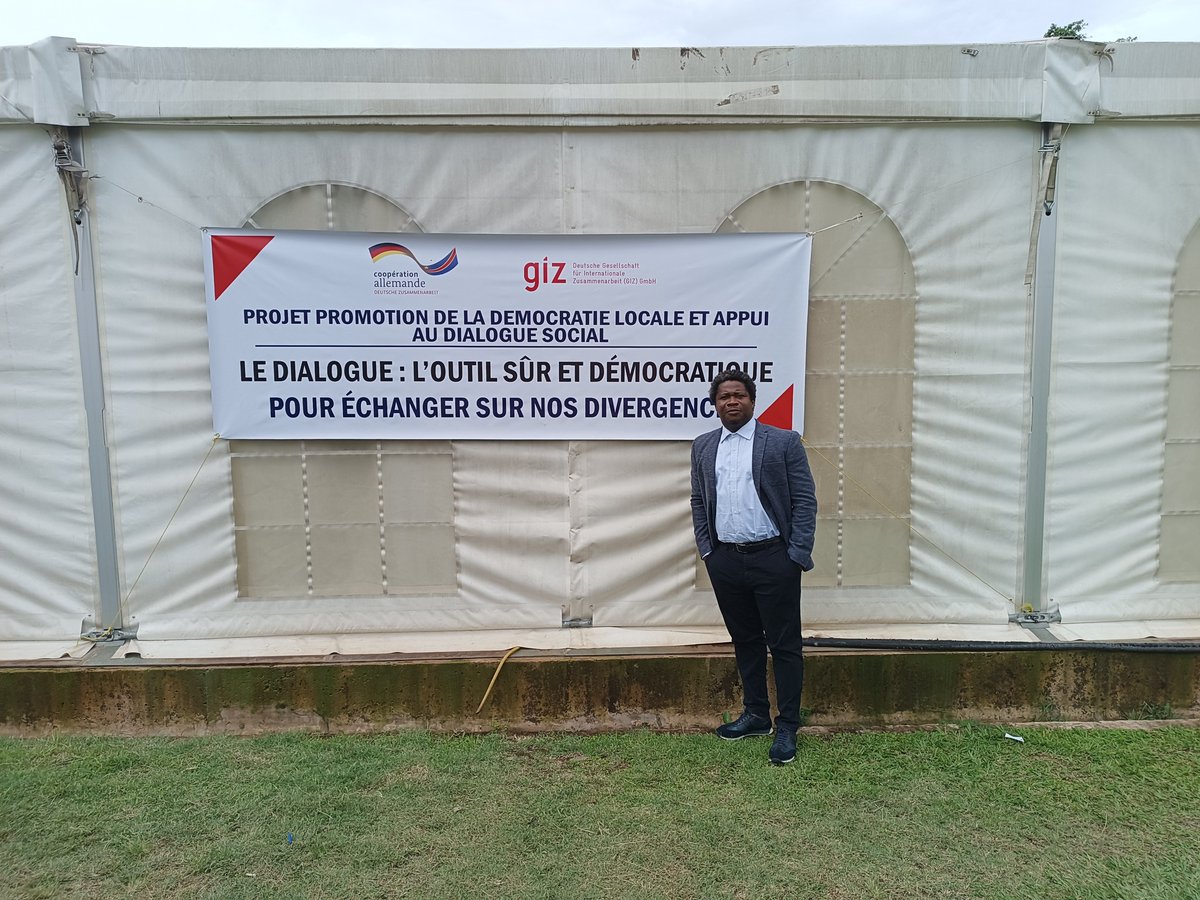 coopération
allemande
DEUTSCHE ZUSAMMENARBEIT
giz
Deutsche Gesellschaft
für Internationale
Zusammenarbeit (GIZ) GmbH
PROJET PROMOTION DE LA DEMOCRATIE LOCALE ET APPUI
AU DIALOGUE SOCIAL
LE DIALOGUE : L'OUTIL SÛR ET DÉMOCRATIQUE
POUR ÉCHANGER SUR NOS